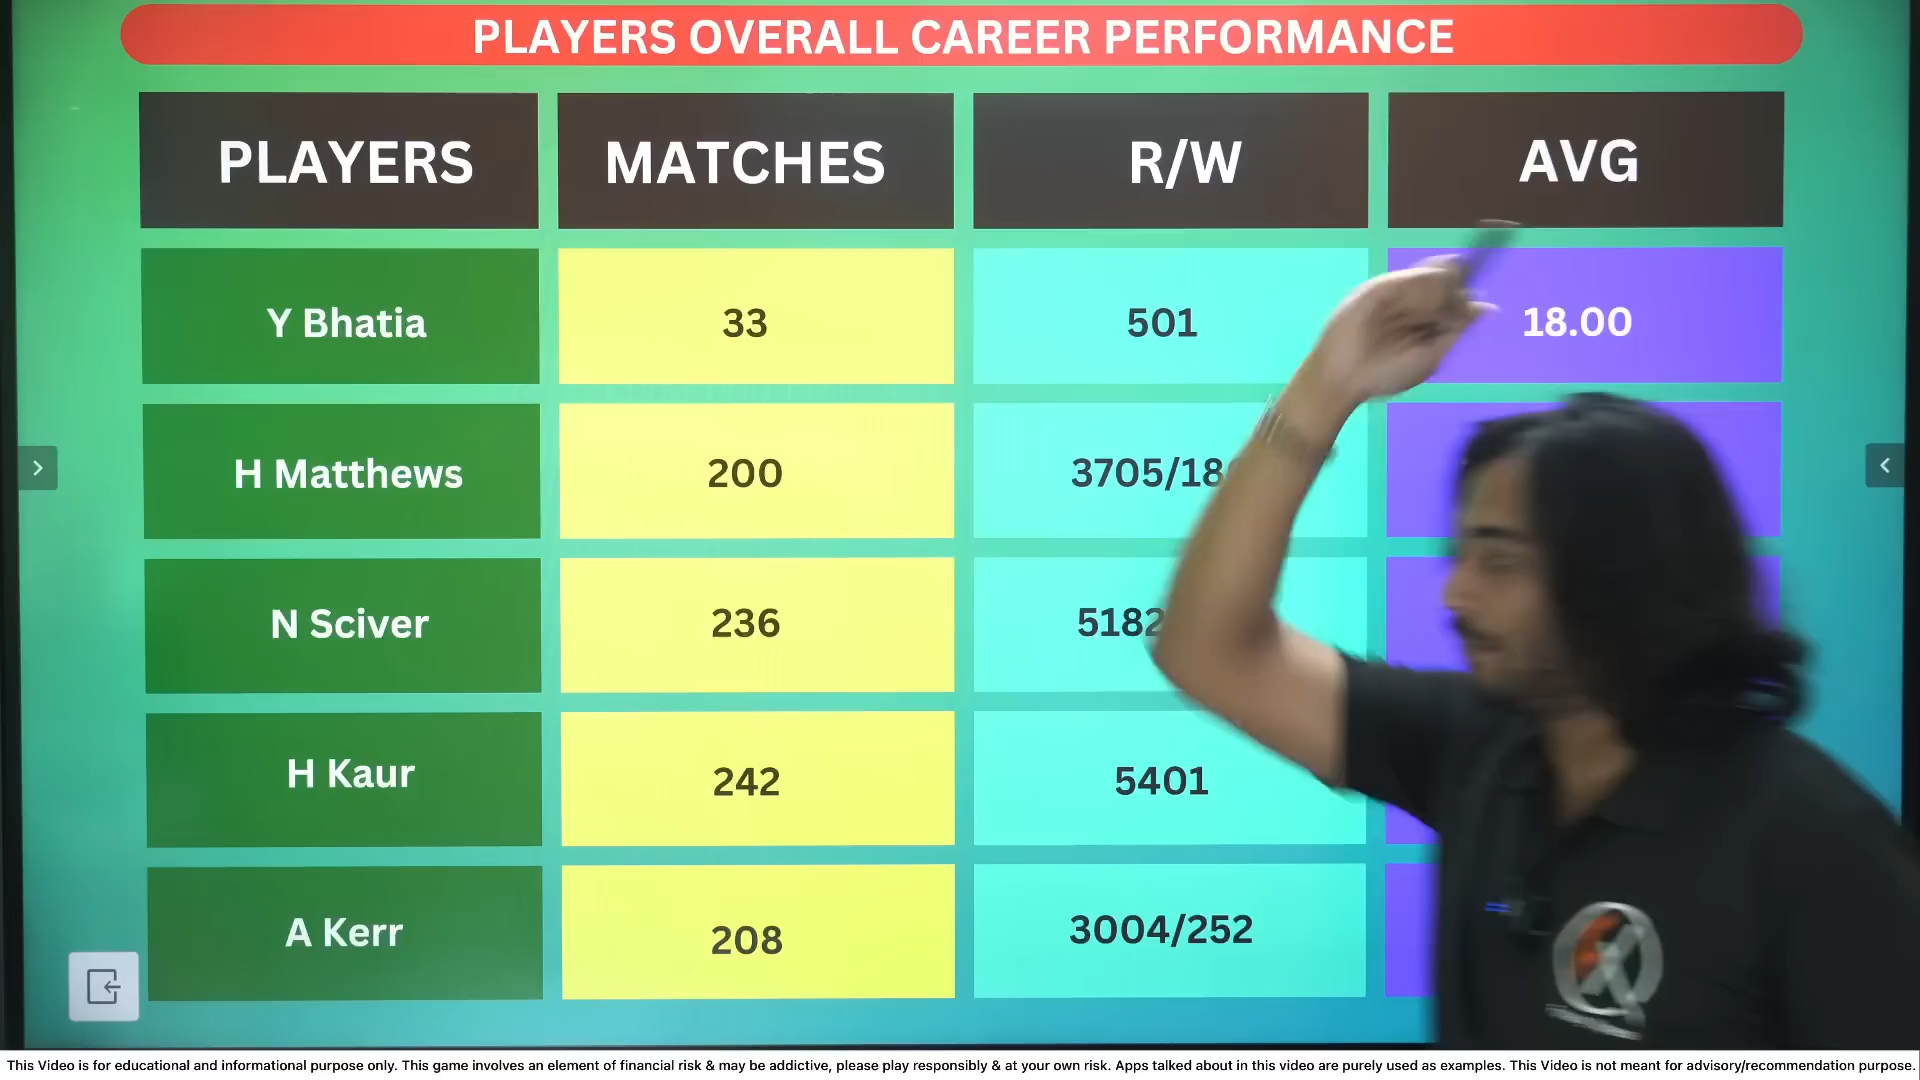 PLAYERS OVERALL CAREER PERFORMANCE
PLAYERS MATCHES R/W AVG
Y Bhatia 33 501 18.00
H Matthews 200
N Sciver 236
H Kaur 242 5401
A Kerr 208 3004/252
This Video is for educational and informational purpose only. This game involves an element of financial risk & may be addictive, please play responsibly & at your own risk. Apps talked about in this video are purely used as examples. This Video is not meant for advisory/recommendation purpose.